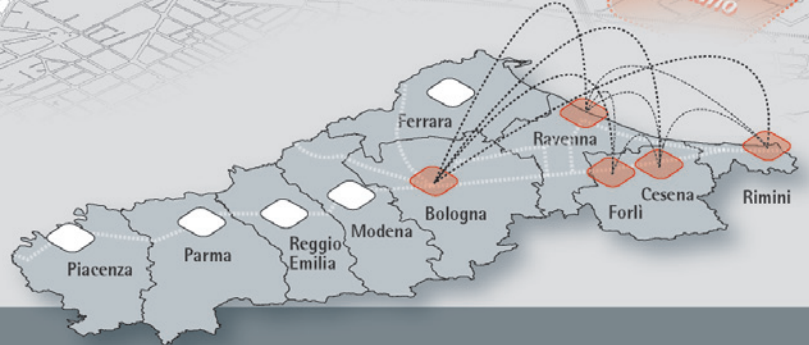 Ferrara
Ravenna
Cesena
Rimini
Forlì
Bologna
Modena
Reggio
Emilia
Parma
Piacenza